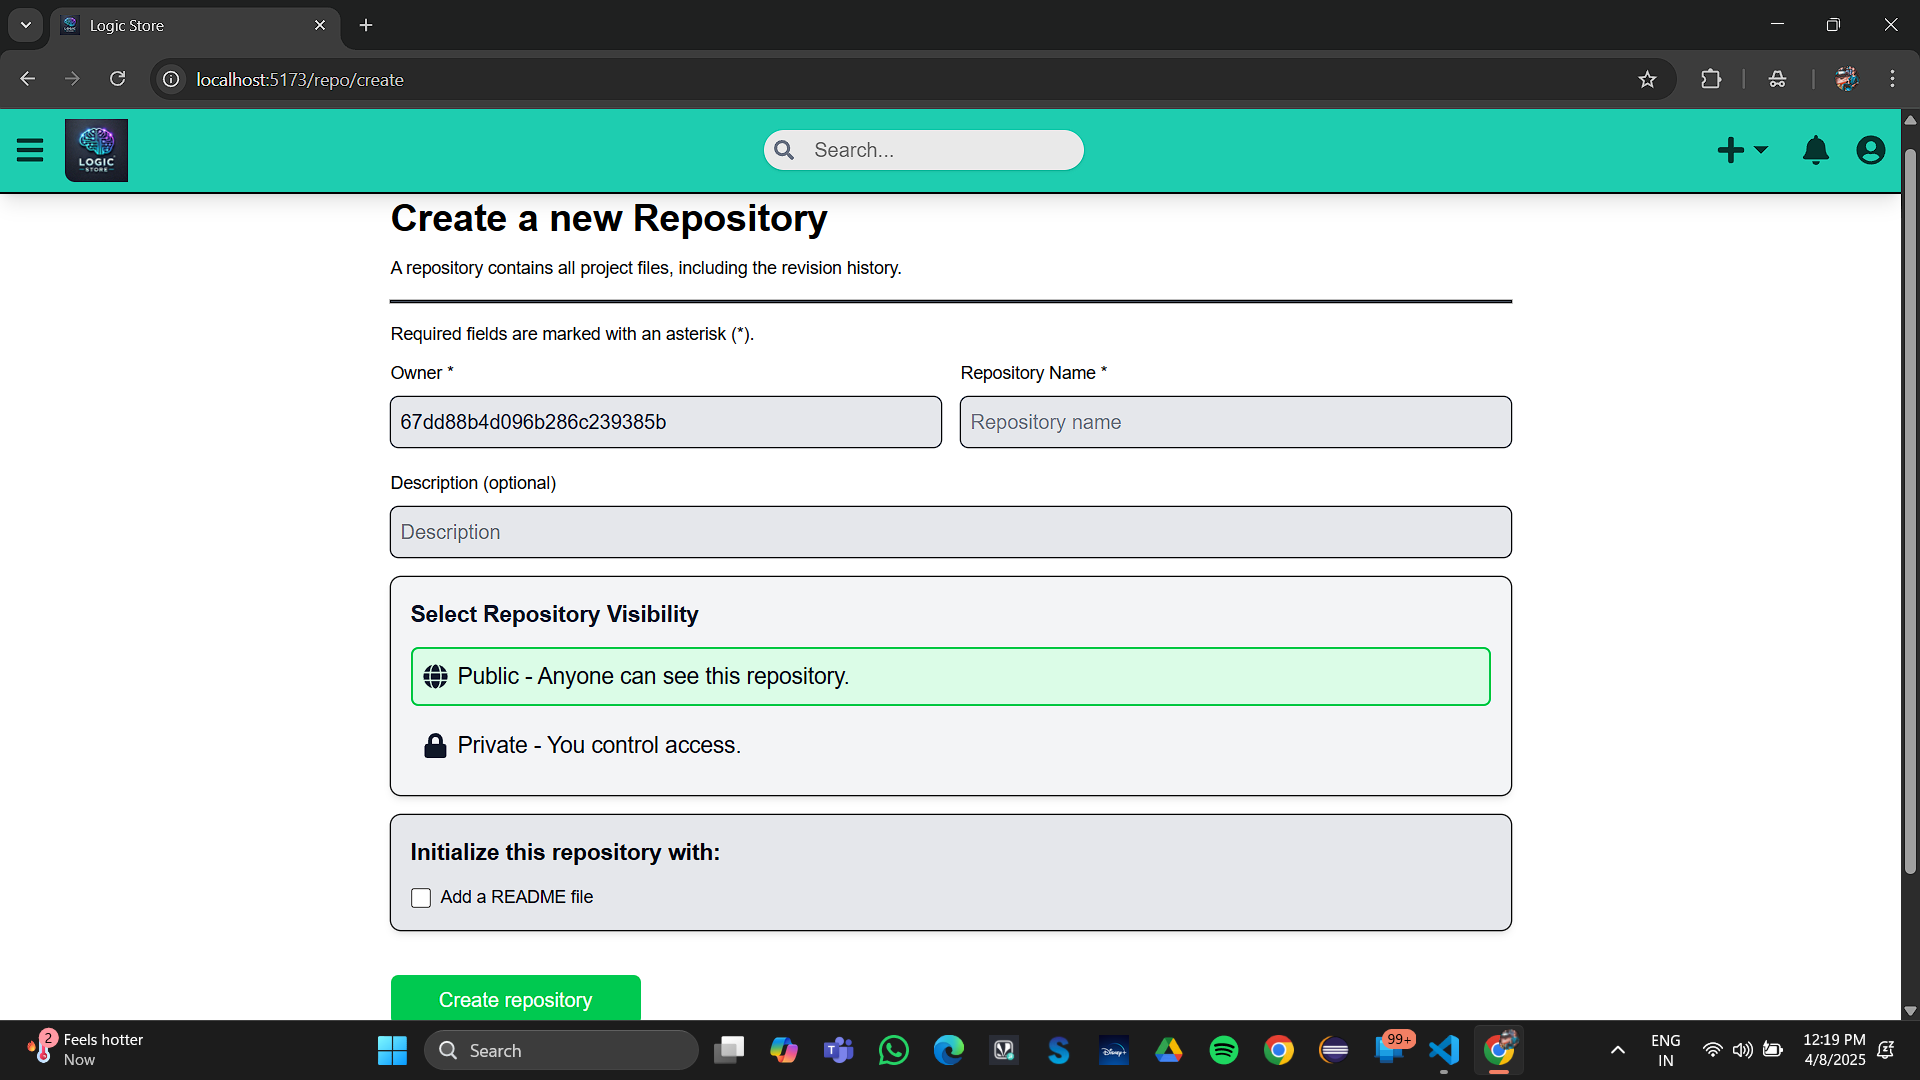 Logic Store
localhost:5173/repo/create
LOGIC
STORE
Search...
Create a new Repository
A repository contains all project files, including the revision history.
Required fields are marked with an asterisk (*).
Owner *
Repository Name *
67dd88b4d096b286c239385b
Repository name
Description (optional)
Description
Select Repository Visibility
Public - Anyone can see this repository.
Private - You control access.
Initialize this repository with:
Add a README file
Create repository
2
Feels hotter
Now
Search
Disney+
99+
ENG
IN
12:19 PM
4/8/2025